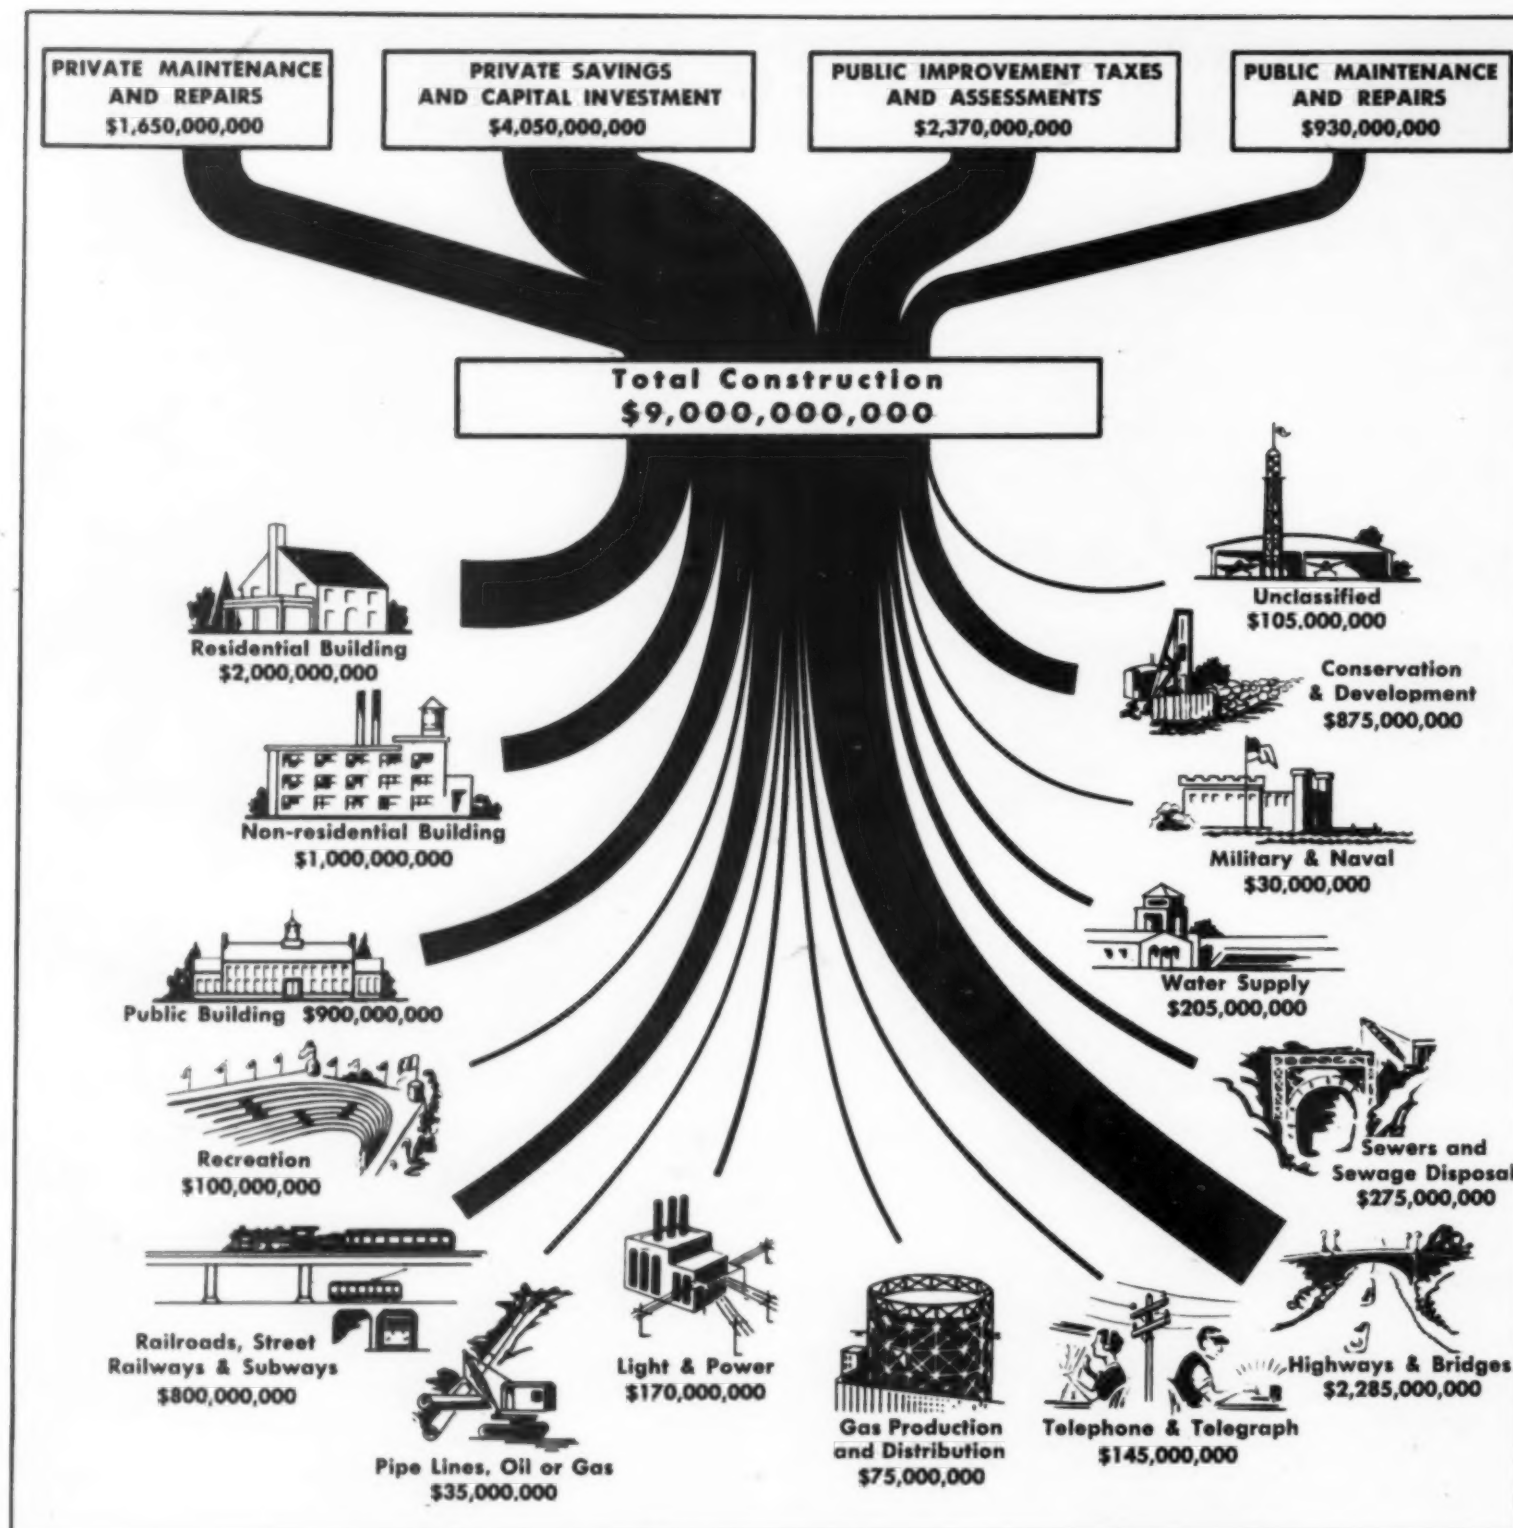 PRIVATE MAINTENANCE
AND REPAIRS
$1,650,000,000
PRIVATE SAVINGS
AND CAPITAL INVESTMENT
$4,050,000,000
PUBLIC IMPROVEMENT TAXES
AND ASSESSMENTS
$2,370,000,000
PUBLIC MAINTENANCE
AND REPAIRS
$930,000,000
Total Construction
$9,000,000,000
Residential Building
$2,000,000,000
Non-residential Building
$1,000,000,000
Public Building $900,000,000
Recreation
$100,000,000
Railroads, Street
Railways & Subways
$800,000,000
Pipe Lines, Oil or Gas
$35,000,000
Light & Power
$170,000,000
Gas Production
and Distribution
$75,000,000
Telephone & Telegraph
$145,000,000
Highways & Bridges
$2,285,000,000
Sewers and
Sewage Disposal
$275,000,000
Water Supply
$205,000,000
Military & Naval
$30,000,000
Conservation
& Development
$875,000,000
Unclassified
$105,000,000